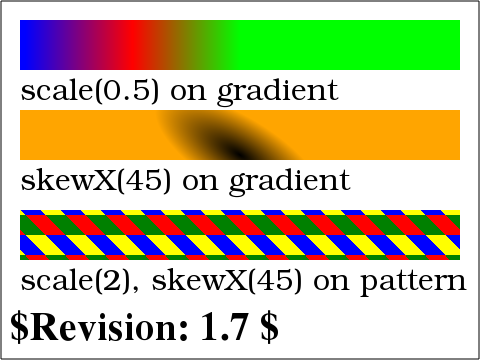 scale(0.5) on gradient
skewX(45) on gradient
scale(2), skewX(45) on pattern
$Revision: 1.7 $